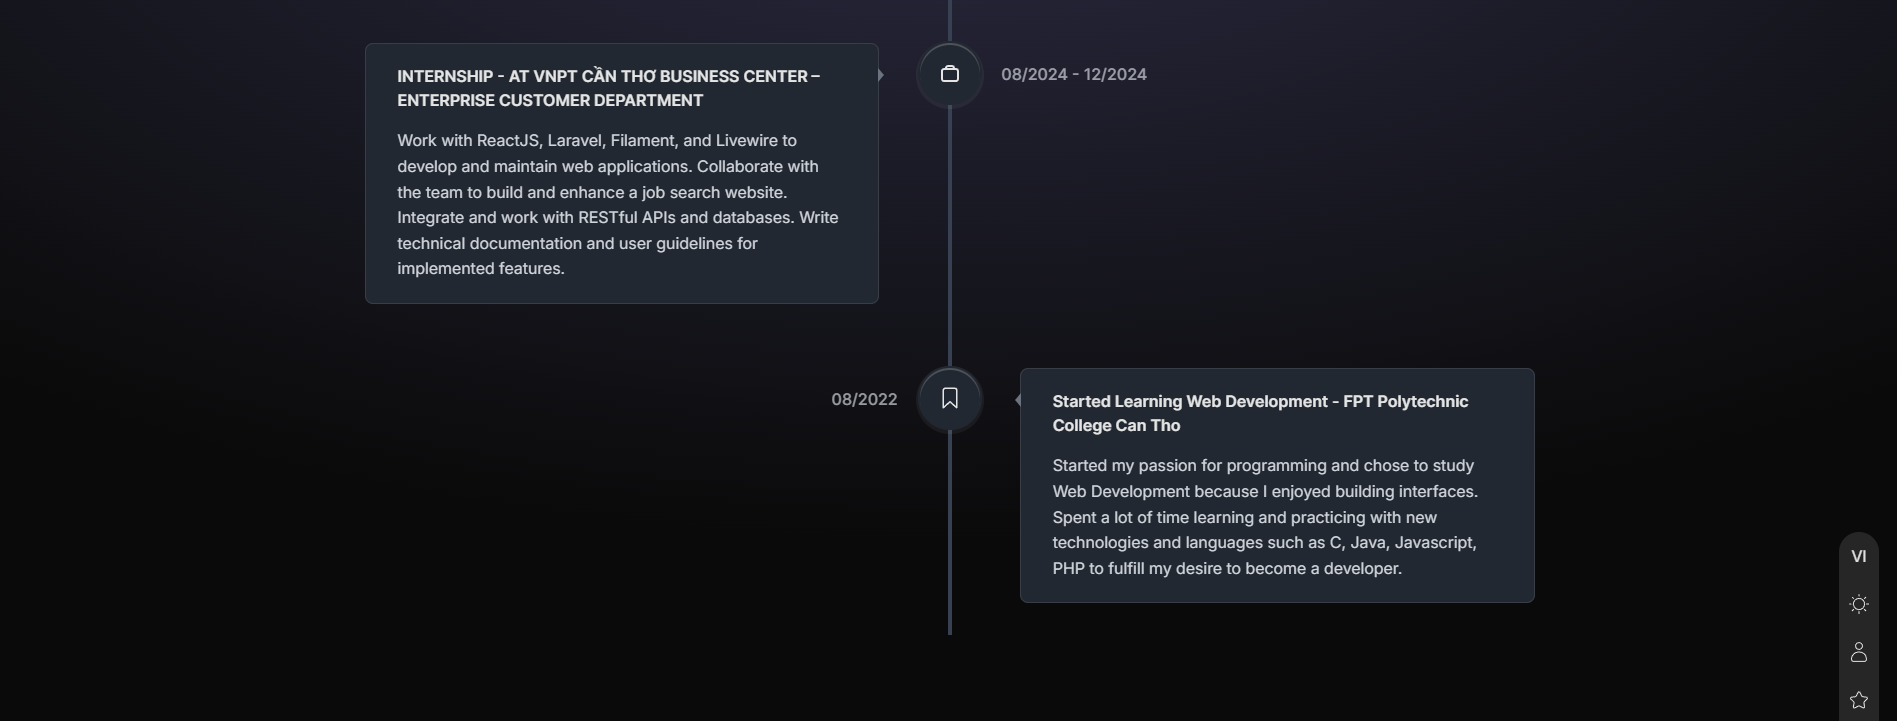 INTERNSHIP - AT VNPT CẦN THƠ BUSINESS CENTER –
ENTERPRISE CUSTOMER DEPARTMENT
Work with ReactJS, Laravel, Filament, and Livewire to
develop and maintain web applications. Collaborate with
the team to build and enhance a job search website.
Integrate and work with RESTful APIs and databases. Write
technical documentation and user guidelines for
implemented features.
08/2024 - 12/2024
08/2022
Started Learning Web Development - FPT Polytechnic
College Can Tho
Started my passion for programming and chose to study
Web Development because I enjoyed building interfaces.
Spent a lot of time learning and practicing with new
technologies and languages such as C, Java, Javascript,
PHP to fulfill my desire to become a developer.
VI